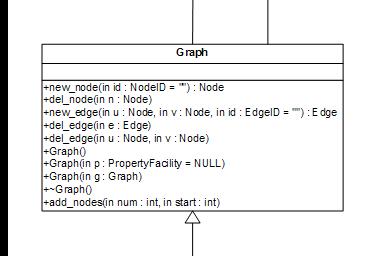 Graph
+new_node(in id : NodeID = "") : Node
+del_node(in n : Node)
+new_edge(in u : Node, in v : Node, in id : EdgeID = "") : Edge
+del_edge(in e : Edge)
+del_edge(in u : Node, in v : Node)
+Graph()
+Graph(in p : PropertyFacility = NULL)
+Graph(in g : Graph)
+~Graph()
+add_nodes(in num : int, in start : int)